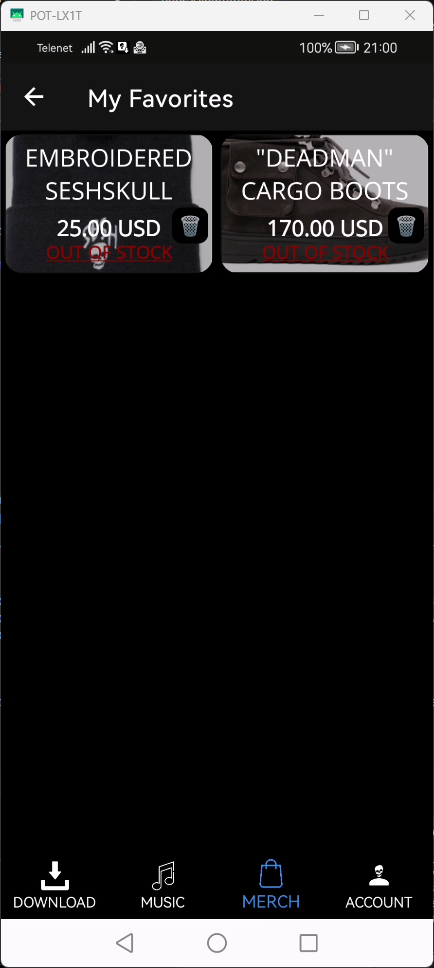 POT-LX1T
Telenet
100%
21:00
My Favorites
EMBROIDERED
SESHSKULL
25.00 USD
OUT OF STOCK
"DEADMAN"
CARGO BOOTS
170.00 USD
OUT OF STOCK
DOWNLOAD
MUSIC
MERCH
ACCOUNT